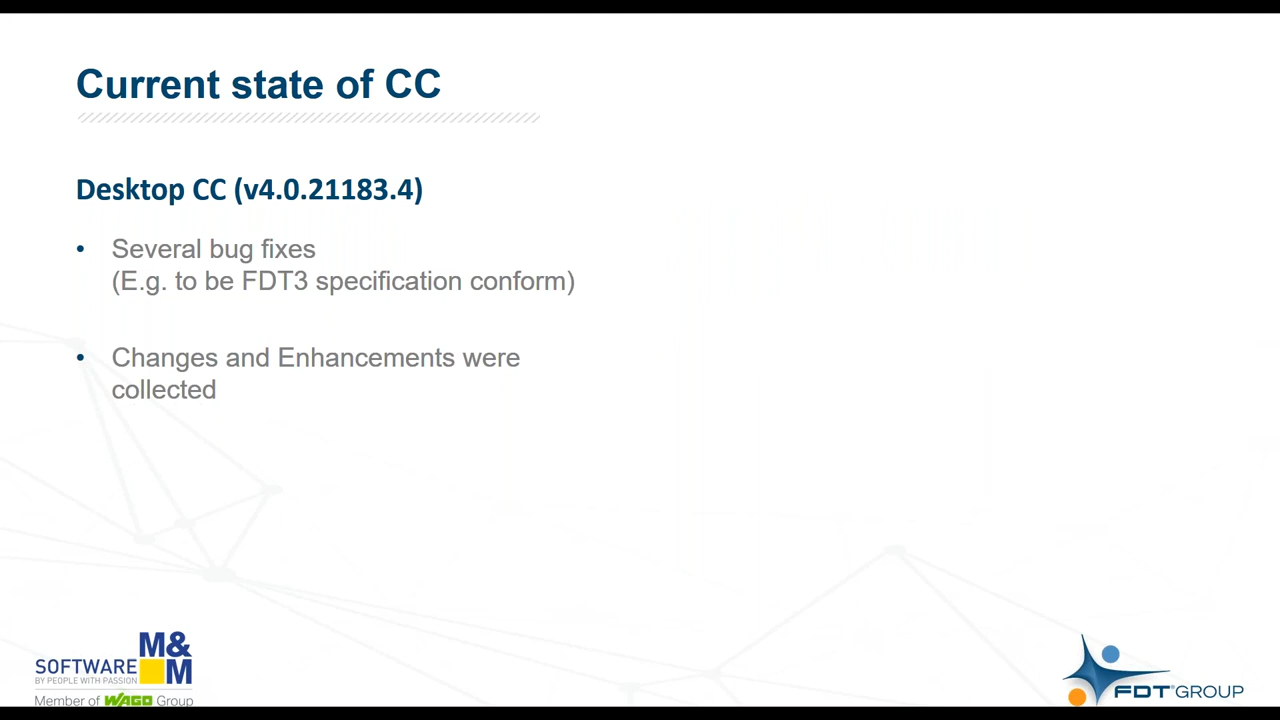 Current state of CC
Desktop CC (v4.0.21183.4)
• Several bug fixes
(E.g. to be FDT3 specification conform)
• Changes and Enhancements were
collected
M&
SOFTWARE M
BY PEOPLE WITH PASSION
Member of WAGO Group
FDT® GROUP